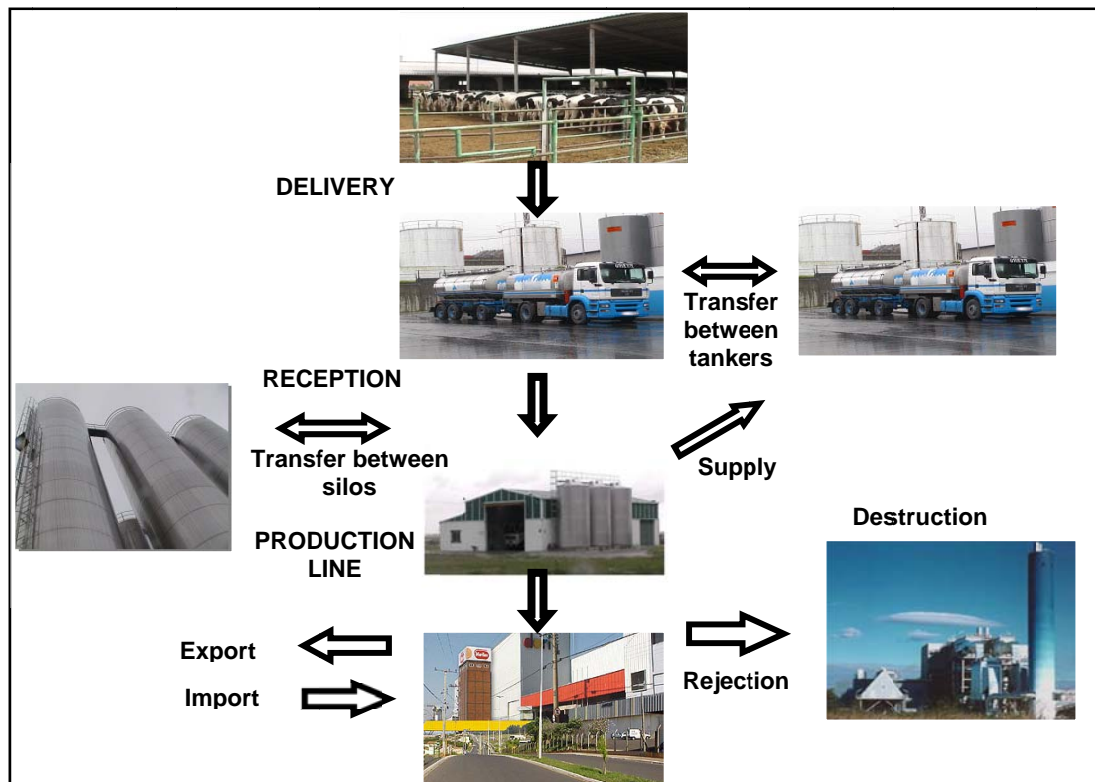 DELIVERY
Transfer
between
tankers
RECEPTION
Transfer between
silos
Supply
PRODUCTION
LINE
Destruction
Export
Import
Rejection